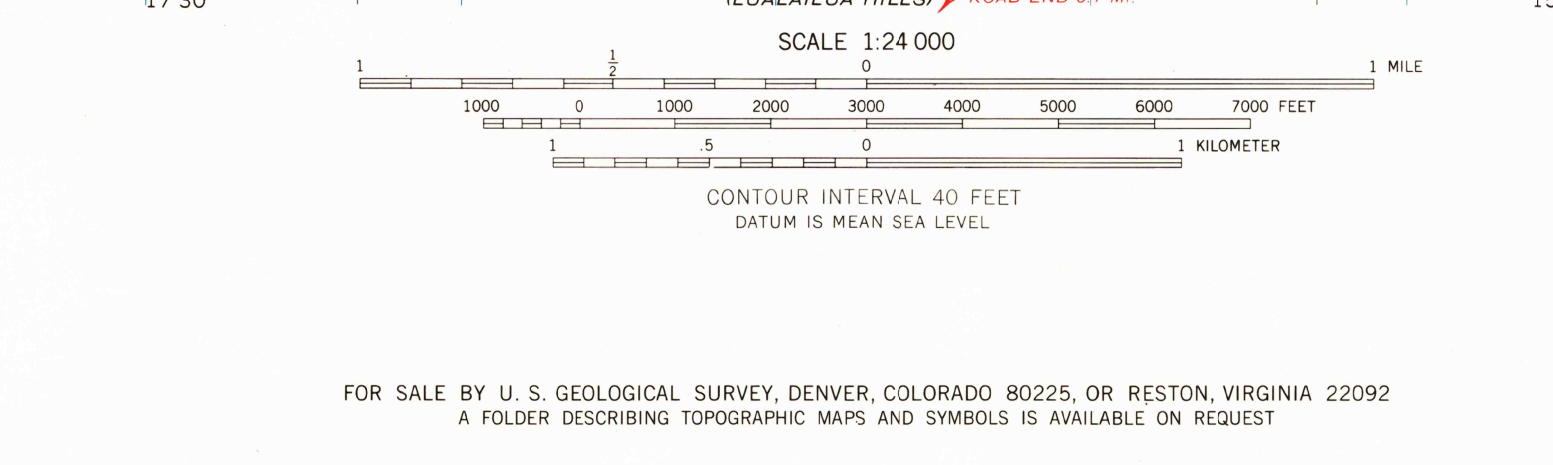 17'30"
SCALE 1:24 000
1 1/2 0 1 MILE
1000 0 1000 2000 3000 4000 5000 6000 7000 FEET
1 .5 0 1 KILOMETER
CONTOUR INTERVAL 40 FEET
DATUM IS MEAN SEA LEVEL
FOR SALE BY U. S. GEOLOGICAL SURVEY, DENVER, COLORADO 80225, OR RESTON, VIRGINIA 22092
A FOLDER DESCRIBING TOPOGRAPHIC MAPS AND SYMBOLS IS AVAILABLE ON REQUEST